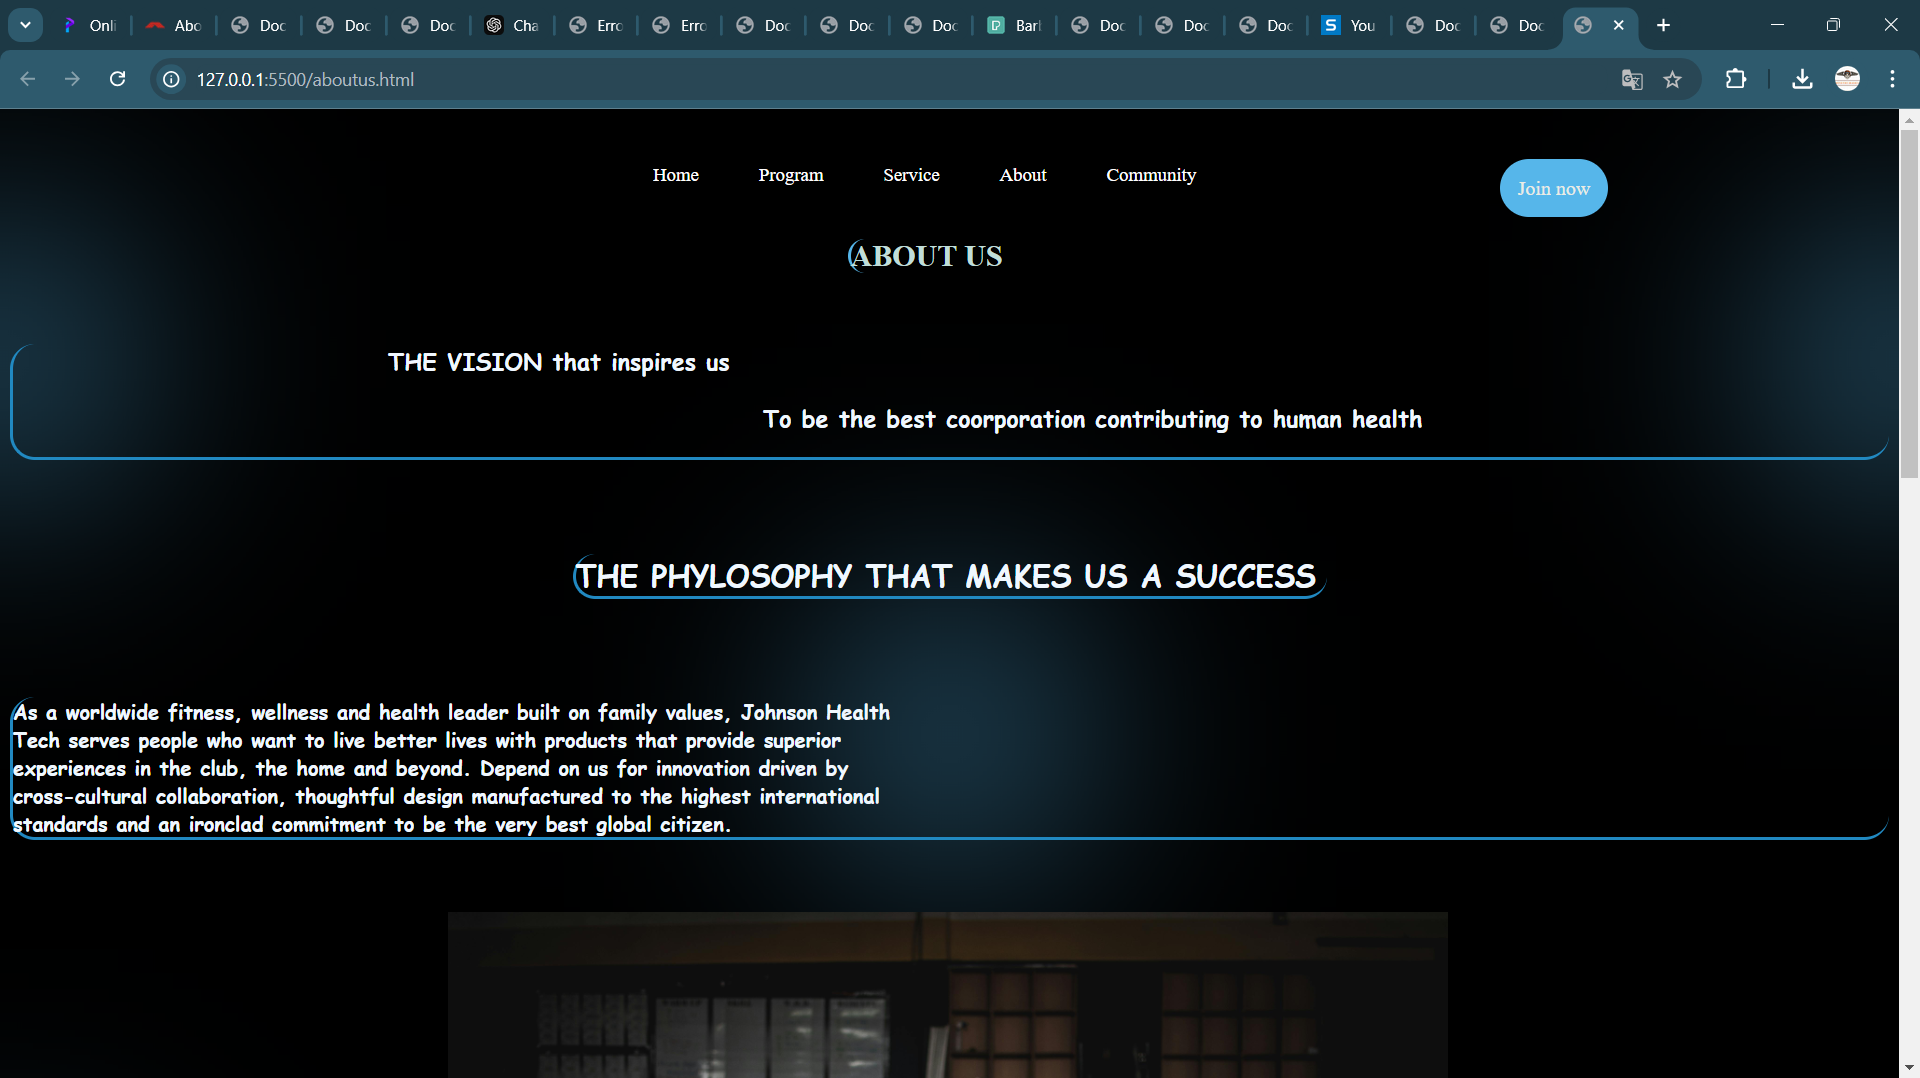 Onli Abo Doc Doc Doc Cha Erro Erro Doc Doc Doc Barl Doc Doc Doc You Doc Doc
127.0.0.1:5500/aboutus.html
Home Program Service About Community Join now
ABOUT US
THE VISION that inspires us
To be the best coorporation contributing to human health
THE PHYLOSOPHY THAT MAKES US A SUCCESS
As a worldwide fitness, wellness and health leader built on family values, Johnson Health
Tech serves people who want to live better lives with products that provide superior
experiences in the club, the home and beyond. Depend on us for innovation driven by
cross-cultural collaboration, thoughtful design manufactured to the highest international
standards and an ironclad commitment to be the very best global citizen.